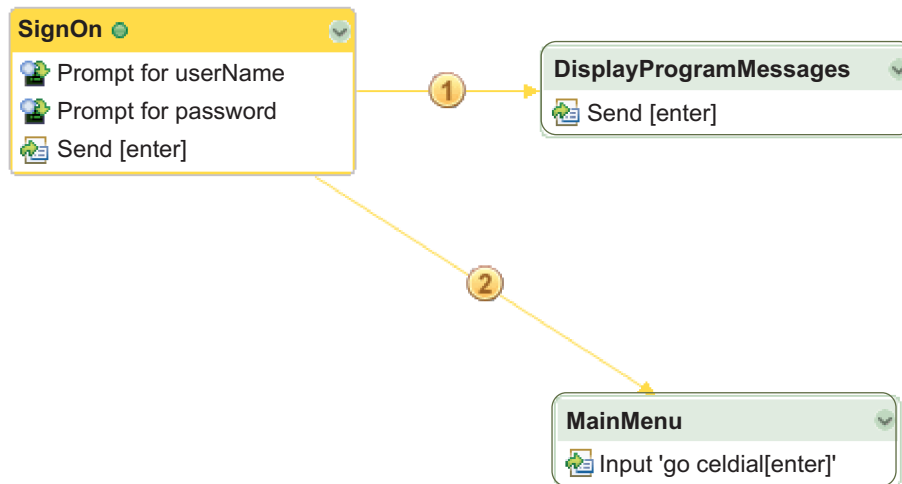 SignOn
Prompt for userName
Prompt for password
Send [enter]
1
DisplayProgramMessages
Send [enter]
2
MainMenu
Input 'go celdial[enter]'